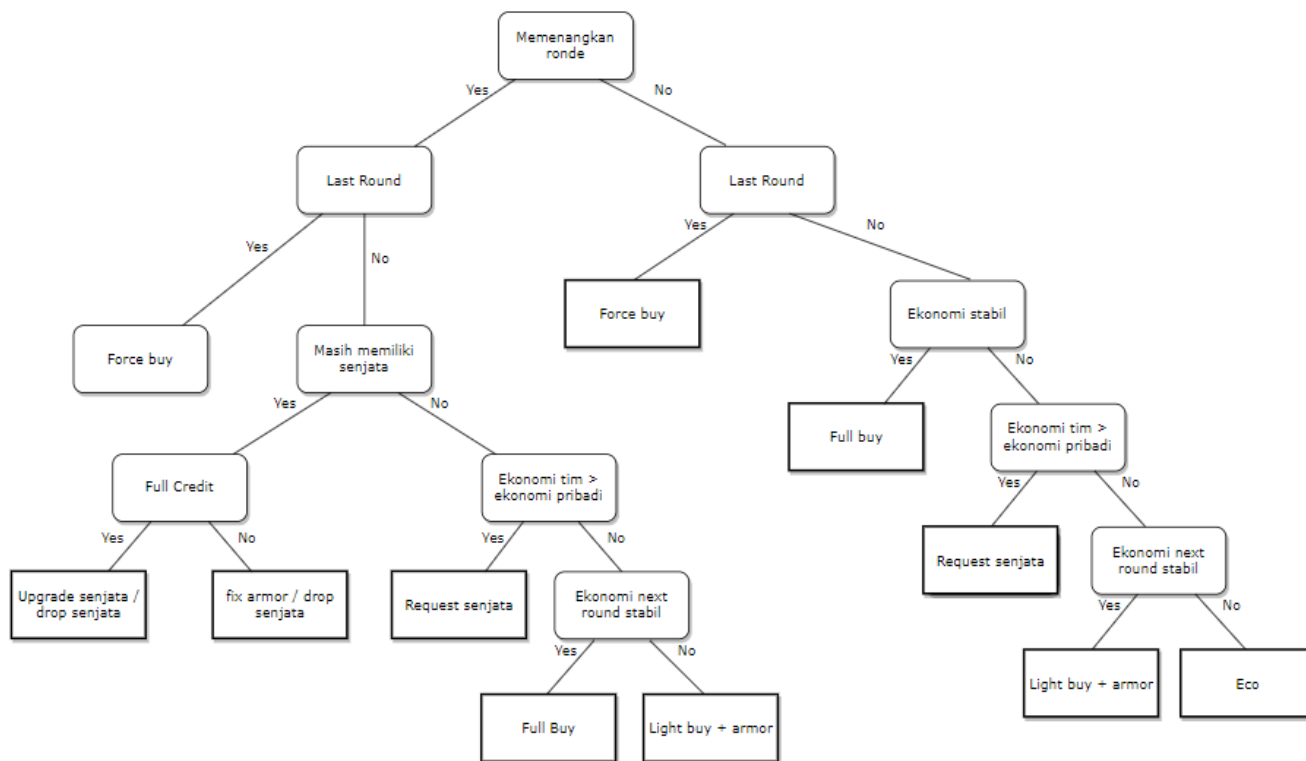 Memenangkan
ronde
Yes
No
Last Round
Last Round
Yes
No
Yes
No
Force buy
Ekonomi stabil
Force buy
Masih memiliki
senjata
Yes
No
Yes
No
Full buy
Ekonomi tim >
ekonomi pribadi
Full Credit
Ekonomi tim >
ekonomi pribadi
Yes
No
Yes
No
Yes
No
Request senjata
Ekonomi next
round stabil
Upgrade senjata /
drop senjata
fix armor / drop
senjata
Request senjata
Ekonomi next
round stabil
Yes
No
Yes
No
Light buy + armor
Eco
Full Buy
Light buy + armor